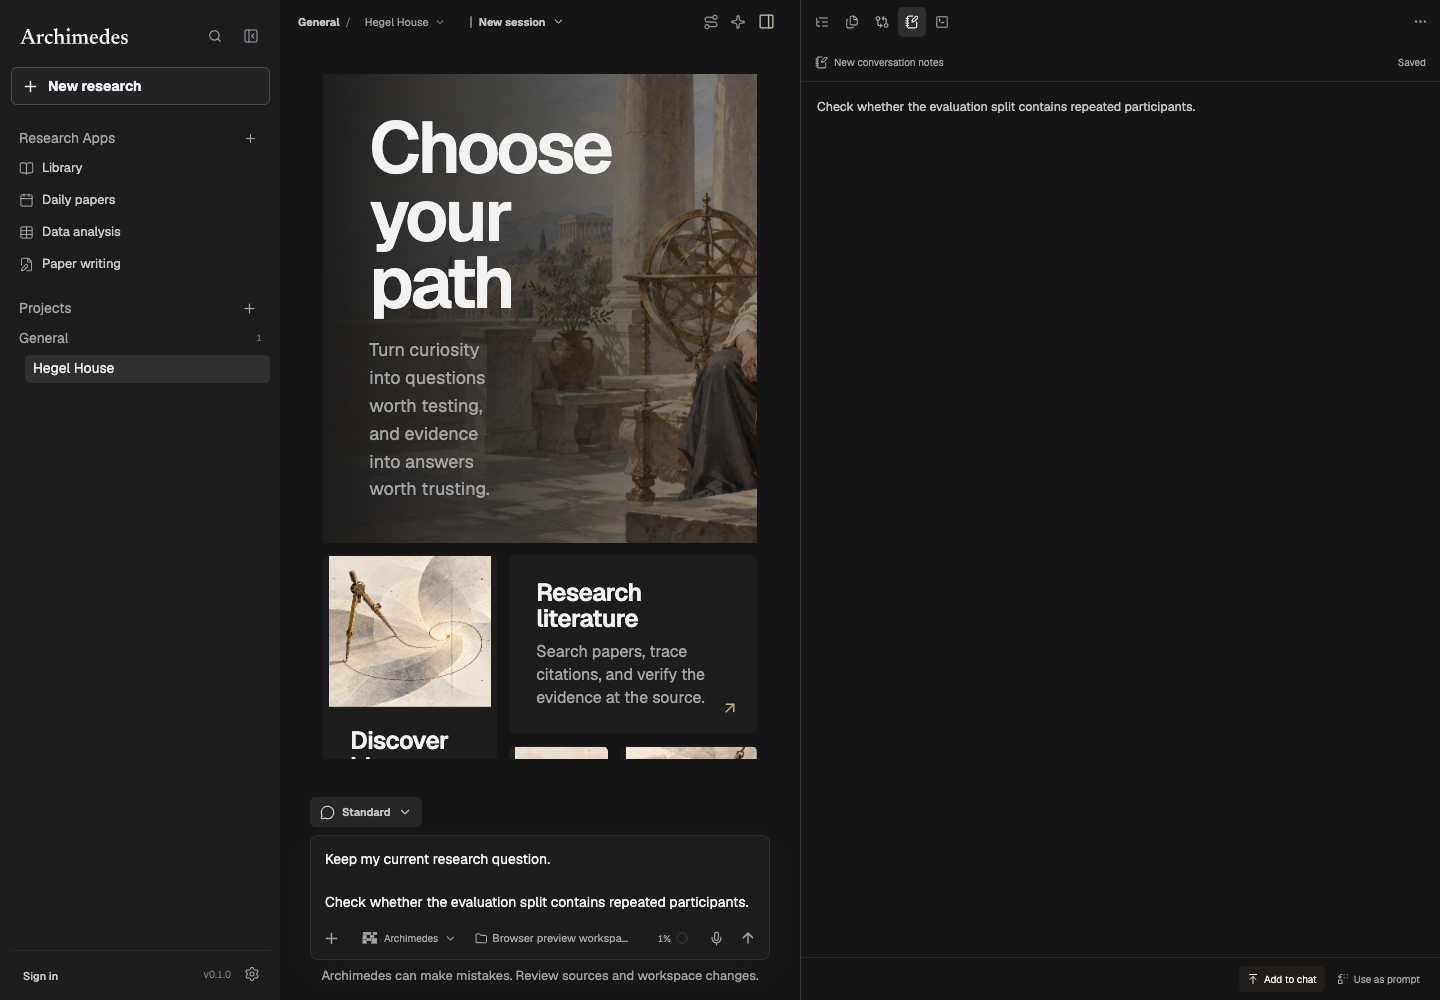 Archimedes
New research
Research Apps
Library
Daily papers
Data analysis
Paper writing
Projects
General 1
Hegel House
Sign in
v0.1.0
General / Hegel House | New session
Choose
your
path
Turn curiosity
into questions
worth testing,
and evidence
into answers
worth trusting.
Discover
Research
literature
Search papers, trace
citations, and verify the
evidence at the source.
Standard
Keep my current research question.
Check whether the evaluation split contains repeated participants.
Archimedes
Browser preview workspa...
1%
Archimedes can make mistakes. Review sources and workspace changes.
New conversation notes
Saved
Check whether the evaluation split contains repeated participants.
Add to chat
Use as prompt